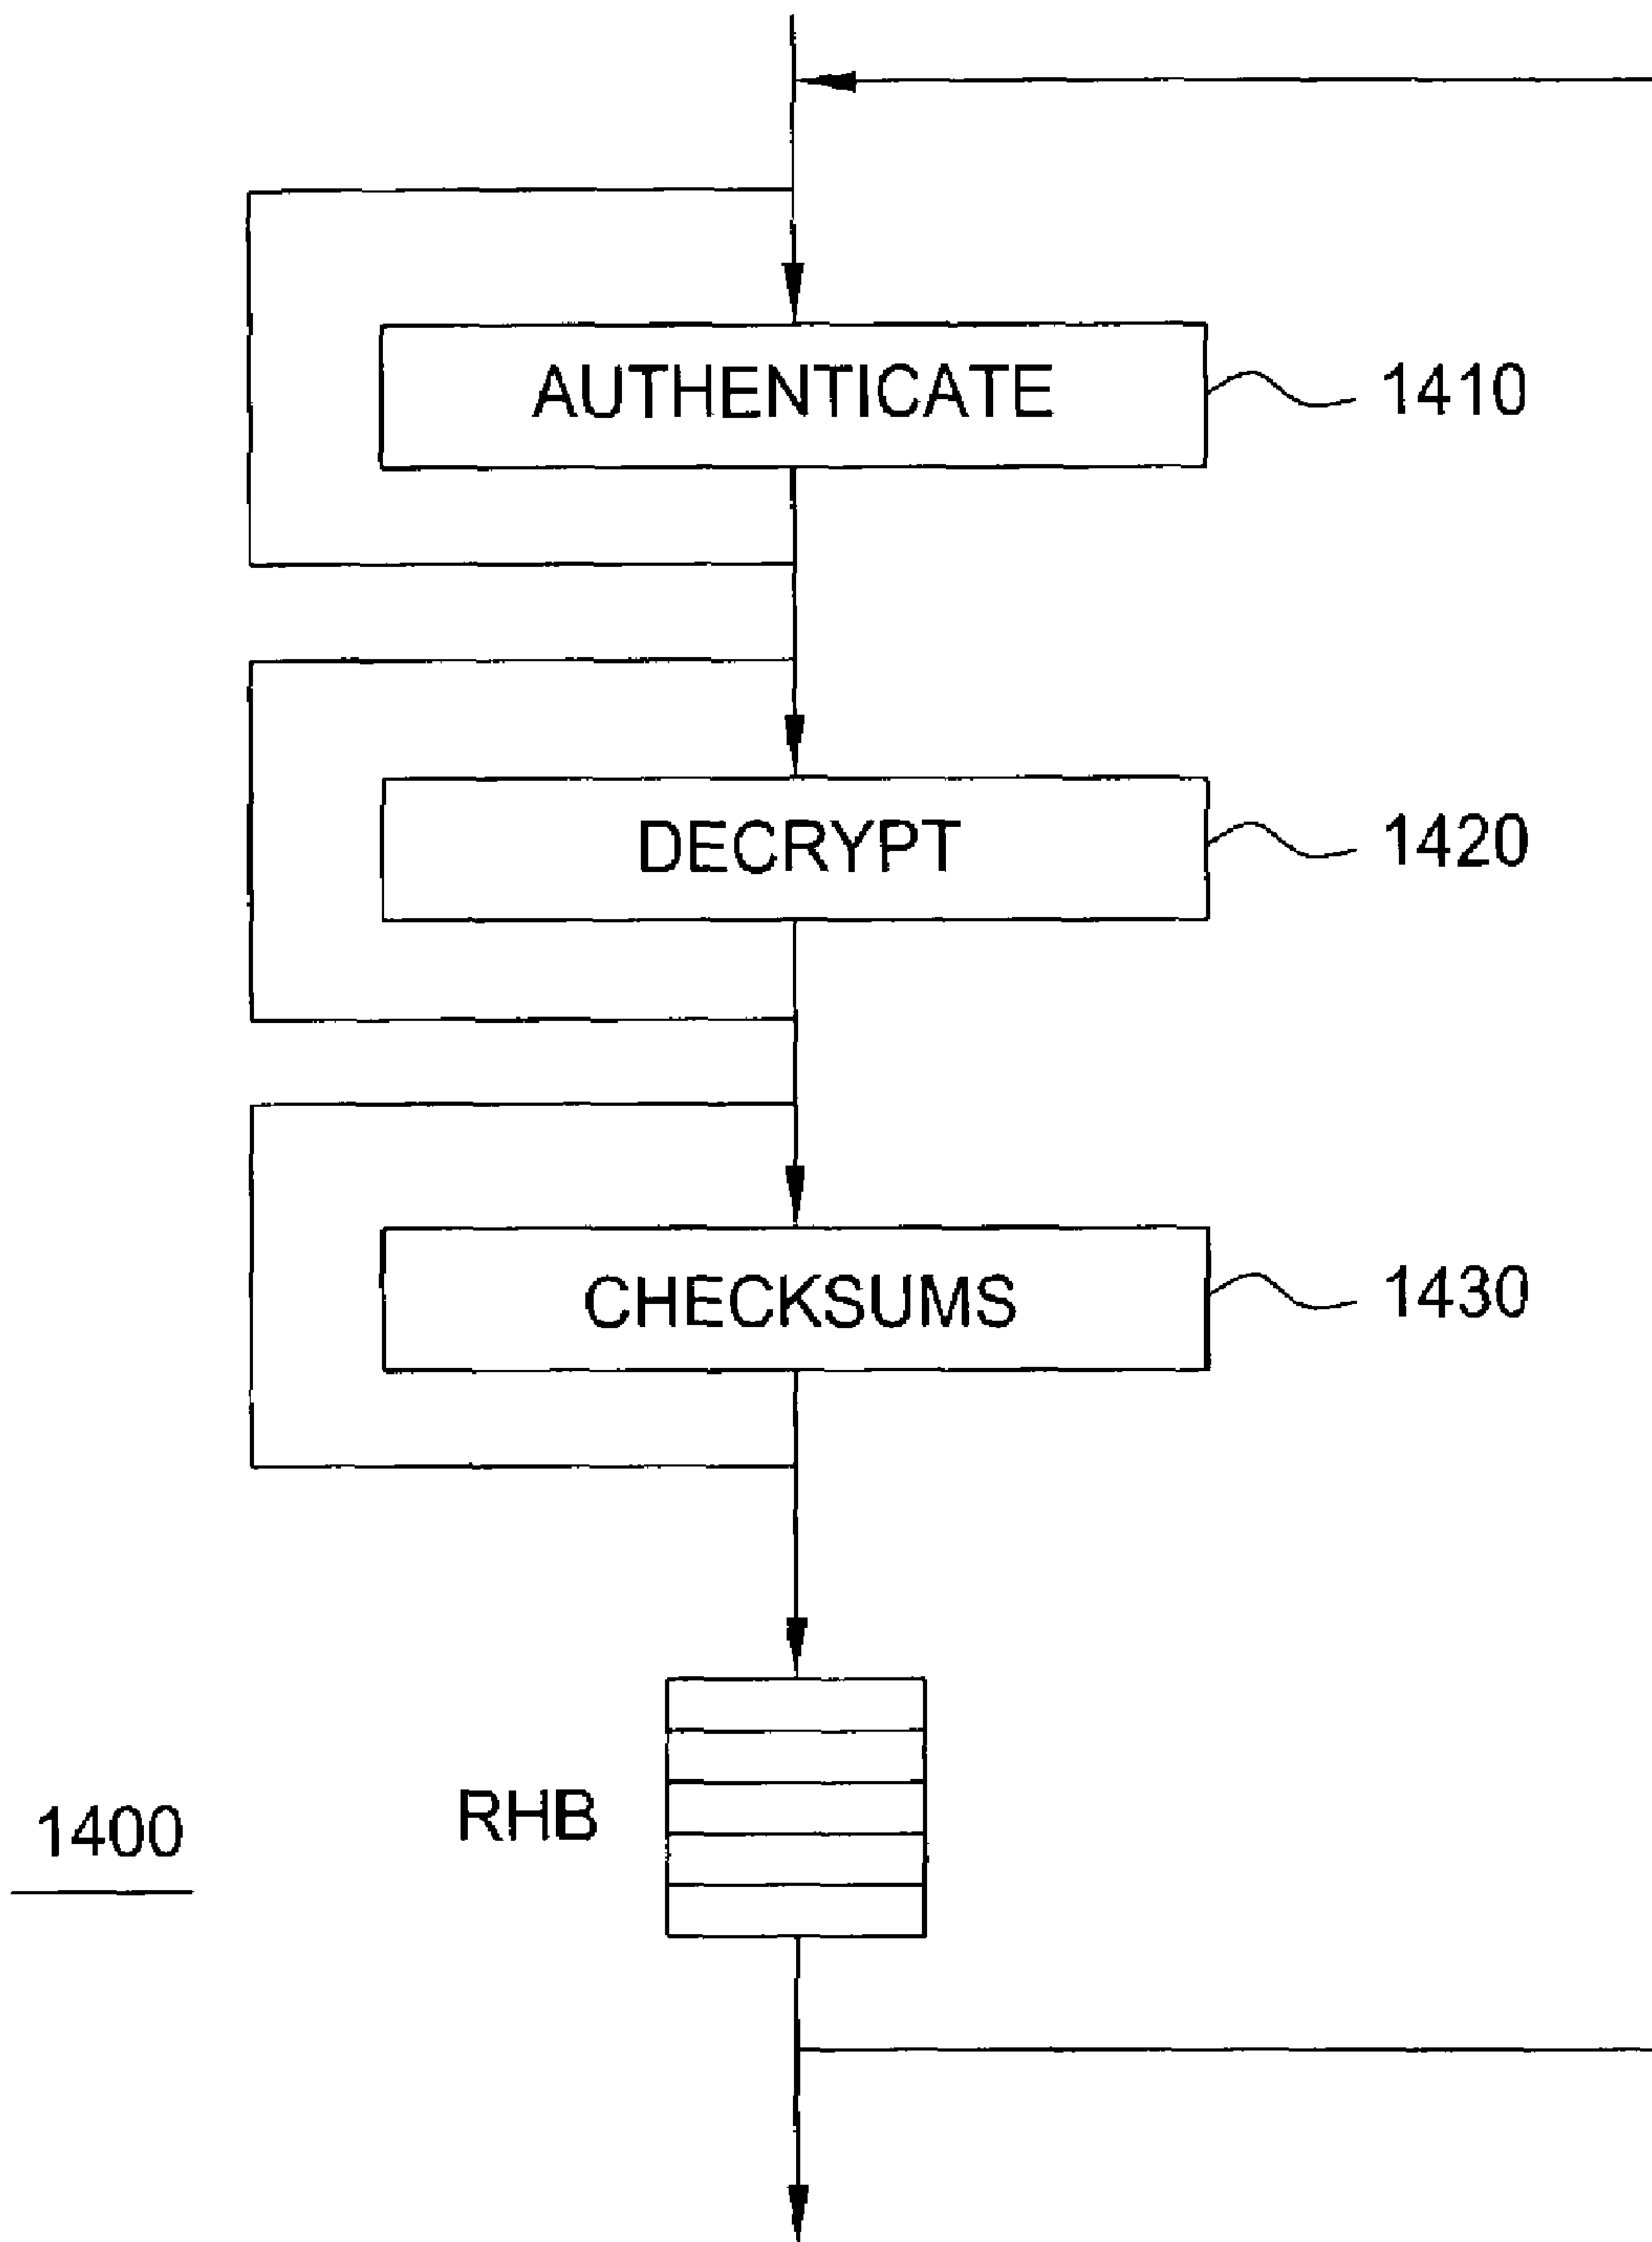 AUTHENTICATE 1410
DECRYPT 1420
CHECKSUMS 1430
RHB
1400